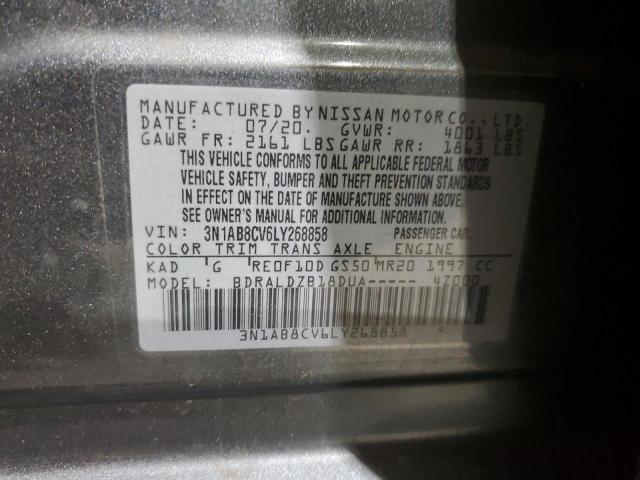 MANUFACTURED BY NISSAN MOTOR CO., LTD.
DATE: 07/20. GVWR: 4001 LBS
GAWR FR: 2161 LBS GAWR RR: 1863 LBS
THIS VEHICLE CONFORMS TO ALL APPLICABLE FEDERAL MOTOR
VEHICLE SAFETY, BUMPER AND THEFT PREVENTION STANDARDS
IN EFFECT ON THE DATE OF MANUFACTURE SHOWN ABOVE.
SEE OWNER'S MANUAL FOR ADDITIONAL INFORMATION.
VIN: 3N1AB8CV6LY268858 PASSENGER CAR.
COLOR TRIM TRANS AXLE ENGINE
KAD G RE0F10D GS50 MR20 1997 CC
MODEL: BDRALDZB18DUA----- 4Z000
3N1AB8CV6LY268858